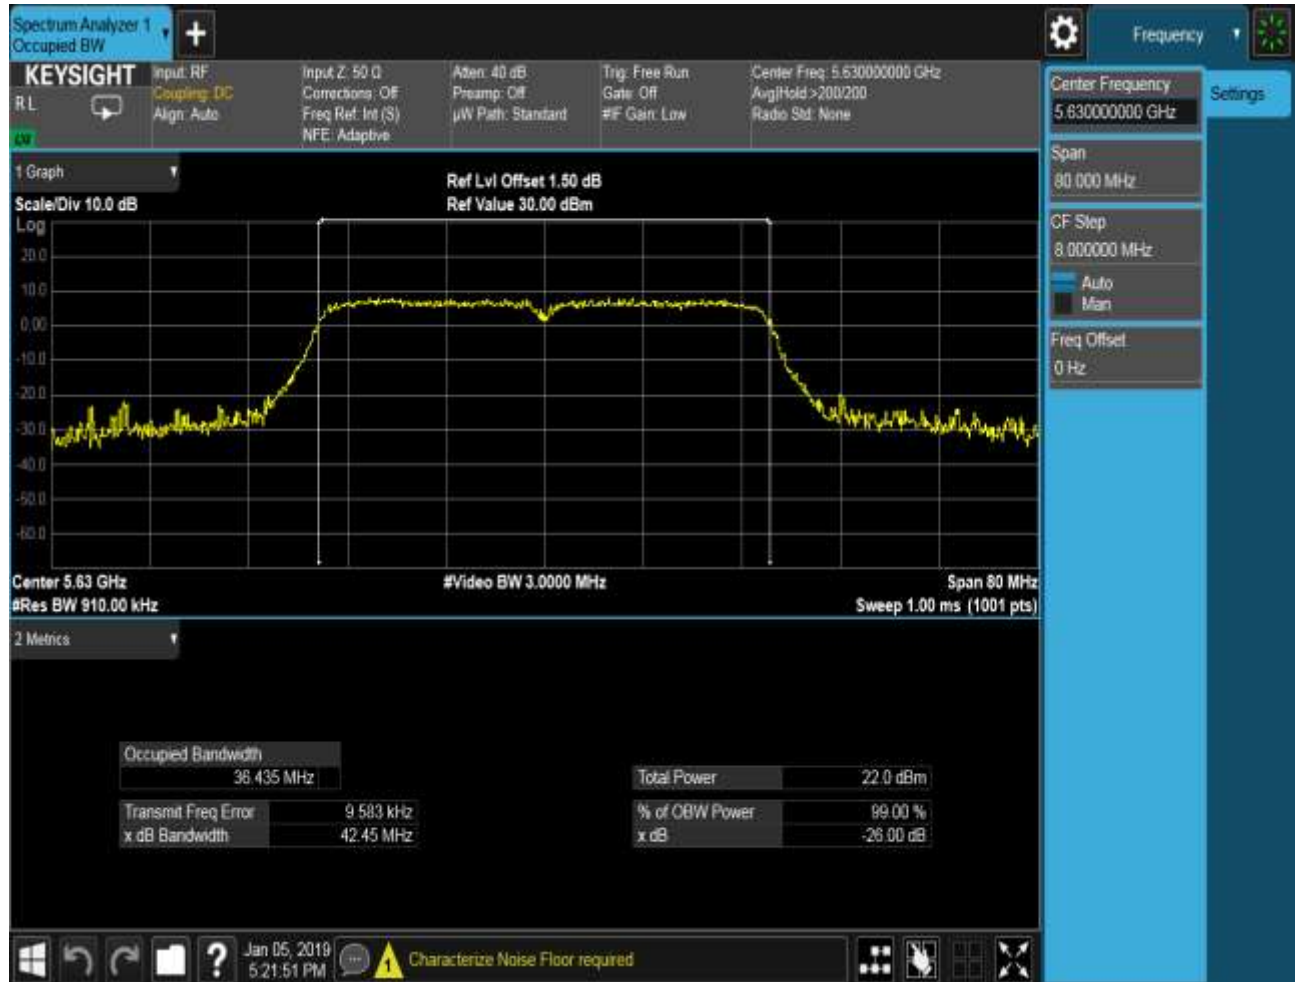 Spectrum Analyzer 1
Occupied BW
Frequency
KEYSIGHT
RL
Input: RF
Coupling: DC
Align: Auto
Input Z: 50 Ω
Corrections: Off
Freq Ref: Int (S)
NFE: Adaptive
Atten: 40 dB
Preamp: Off
µW Path: Standard
Trig: Free Run
Gate: Off
#IF Gain: Low
Center Freq: 5.630000000 GHz
Avg|Hold:>200/200
Radio Std: None
Center Frequency
5.630000000 GHz
Settings
Span
80.000 MHz
CF Step
8.000000 MHz
Auto
Man
Freq Offset
0 Hz
1 Graph
Ref Lvl Offset 1.50 dB
Scale/Div 10.0 dB
Ref Value 30.00 dBm
Log
20.0
10.0
0.00
-10.0
-20.0
-30.0
-40.0
-50.0
-60.0
Center 5.63 GHz
#Video BW 3.0000 MHz
Span 80 MHz
#Res BW 910.00 kHz
Sweep 1.00 ms (1001 pts)
2 Metrics
Occupied Bandwidth
36.435 MHz
Total Power 22.0 dBm
Transmit Freq Error 9.583 kHz
% of OBW Power 99.00 %
x dB Bandwidth 42.45 MHz
x dB -26.00 dB
Jan 05, 2019
5:21:51 PM
1
Characterize Noise Floor required